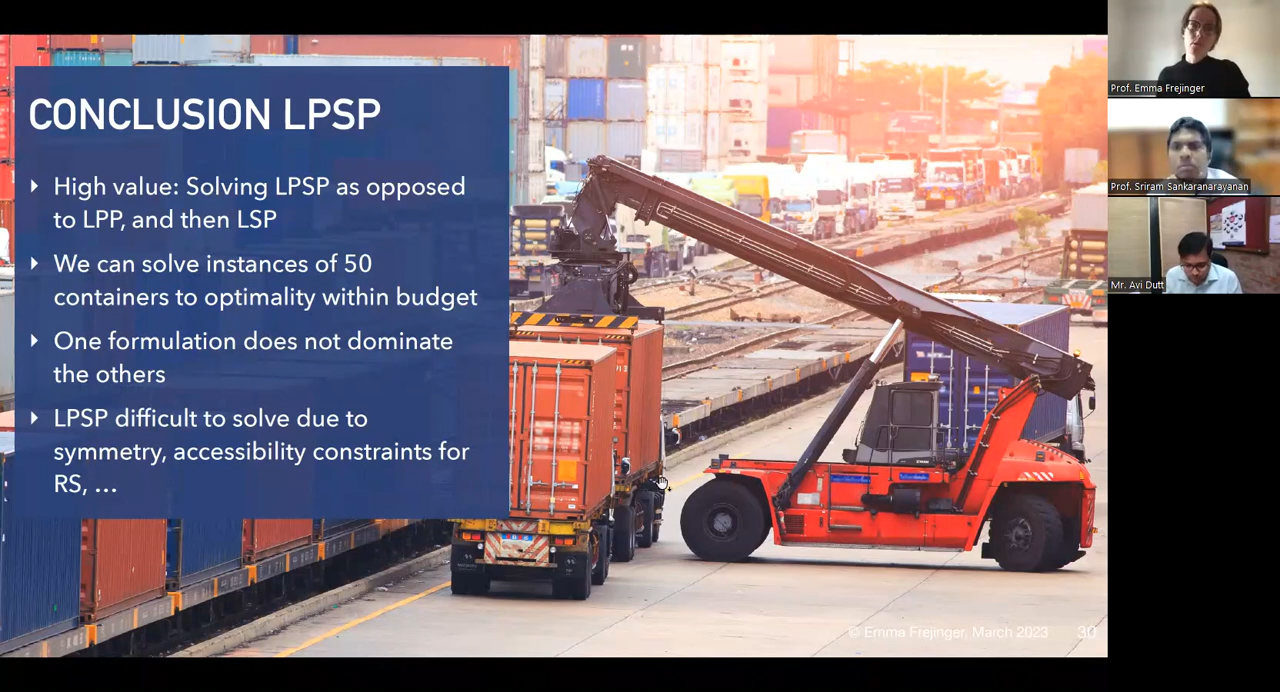 CONCLUSION LPSP
High value: Solving LPSP as opposed
to LPP, and then LSP
We can solve instances of 50
containers to optimality within budget
One formulation does not dominate
the others
LPSP difficult to solve due to
symmetry, accessibility constraints for
RS, ...
© Emma Frejinger, March 2023 30
Prof. Emma Frejinger
Prof. Sriram Sankaranarayanan
Mr. Avi Dutt